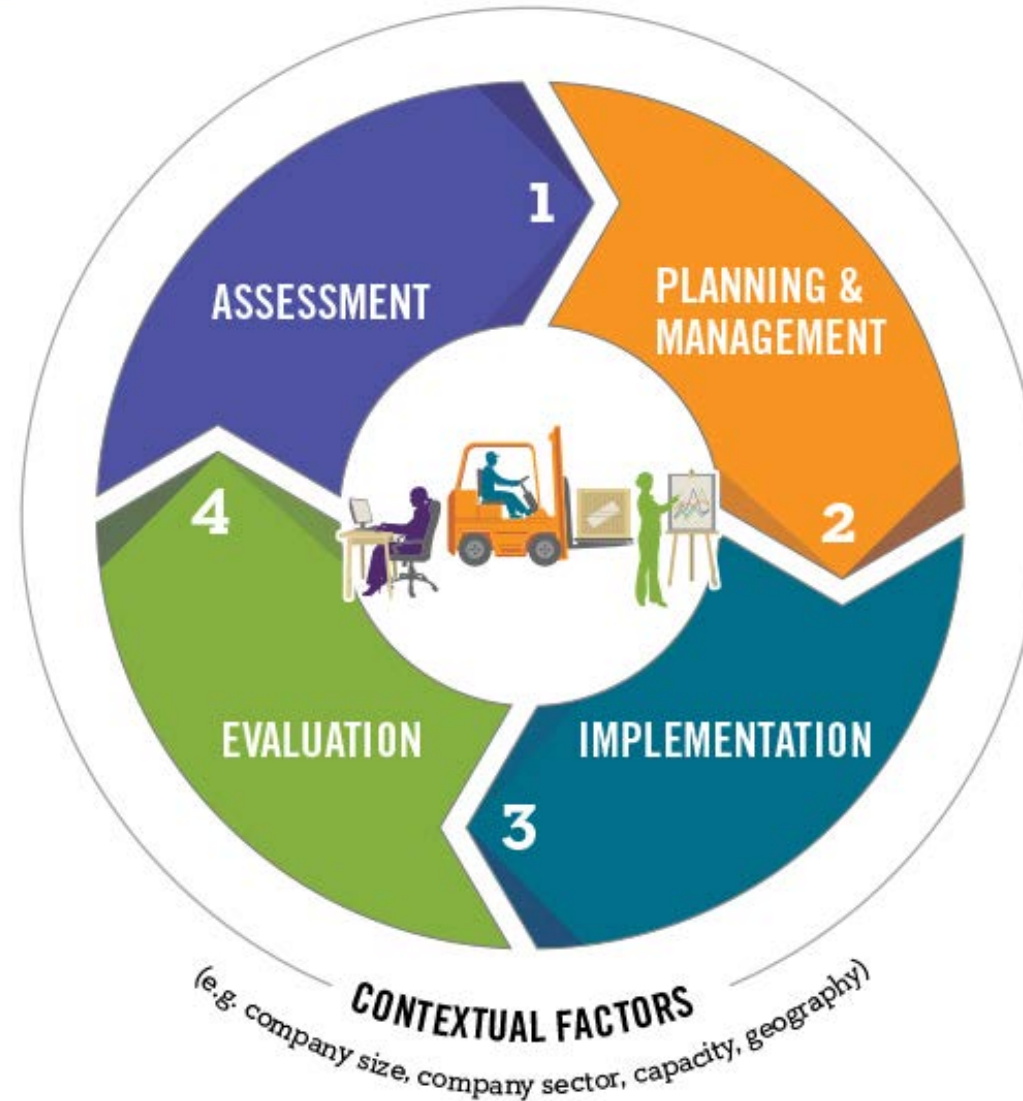 1
ASSESSMENT
PLANNING &
MANAGEMENT
2
IMPLEMENTATION
3
EVALUATION
4
CONTEXTUAL FACTORS
(e.g. company size, company sector, capacity, geography)